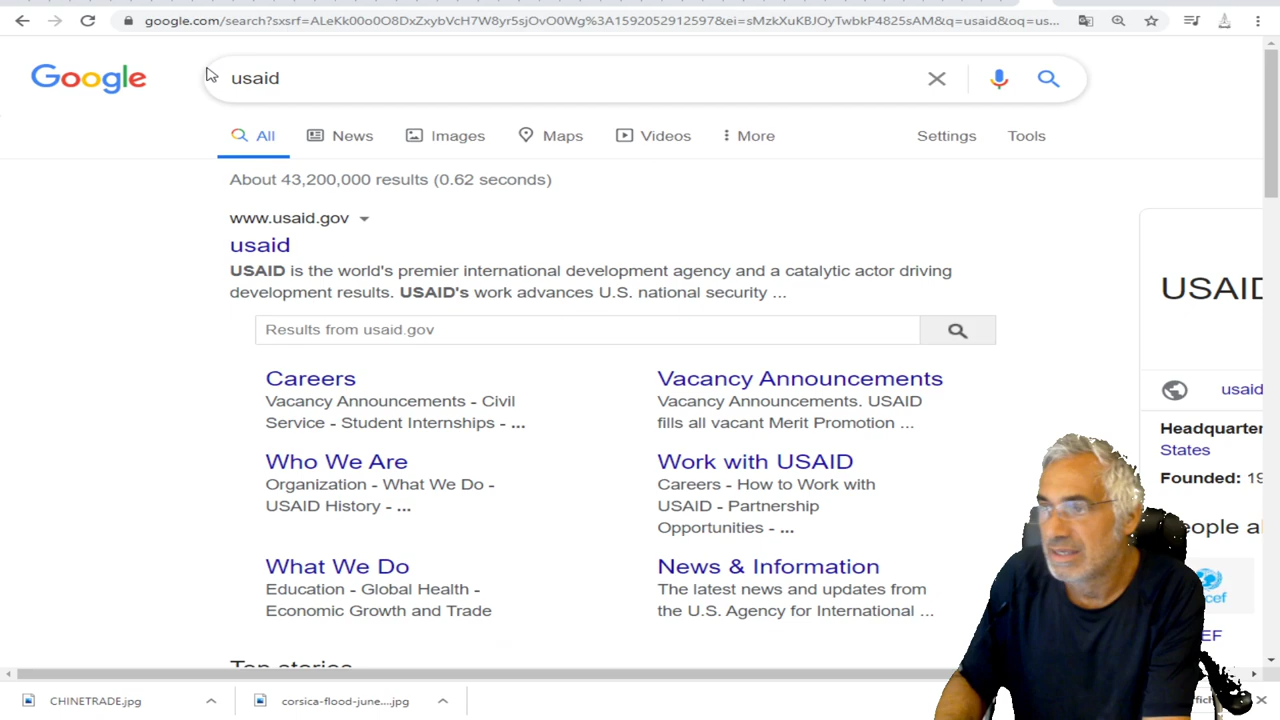 google.com/search?sxsrf=ALeKk00o0O8DxZxybVcH7W8yr5sjOvO0Wg%3A1592052912597&ei=sMzkXuKBJOyTwbkP4825sAM&q=usaid&oq=us...
Google
usaid
All News Images Maps Videos More Settings Tools
About 43,200,000 results (0.62 seconds)
www.usaid.gov
usaid
USAID is the world's premier international development agency and a catalytic actor driving
development results. USAID's work advances U.S. national security ...
Results from usaid.gov
Careers
Vacancy Announcements - Civil
Service - Student Internships - ...
Vacancy Announcements
Vacancy Announcements. USAID
fills all vacant Merit Promotion ...
Who We Are
Organization - What We Do -
USAID History - ...
Work with USAID
Careers - How to Work with
USAID - Partnership
Opportunities - ...
What We Do
Education - Global Health -
Economic Growth and Trade
News & Information
The latest news and updates from
the U.S. Agency for International ...
Top stories
USAID
usaid
Headquarter
States
Founded: 19
eople al
cef
EF
CHINETRADE.jpg
corsica-flood-june....jpg